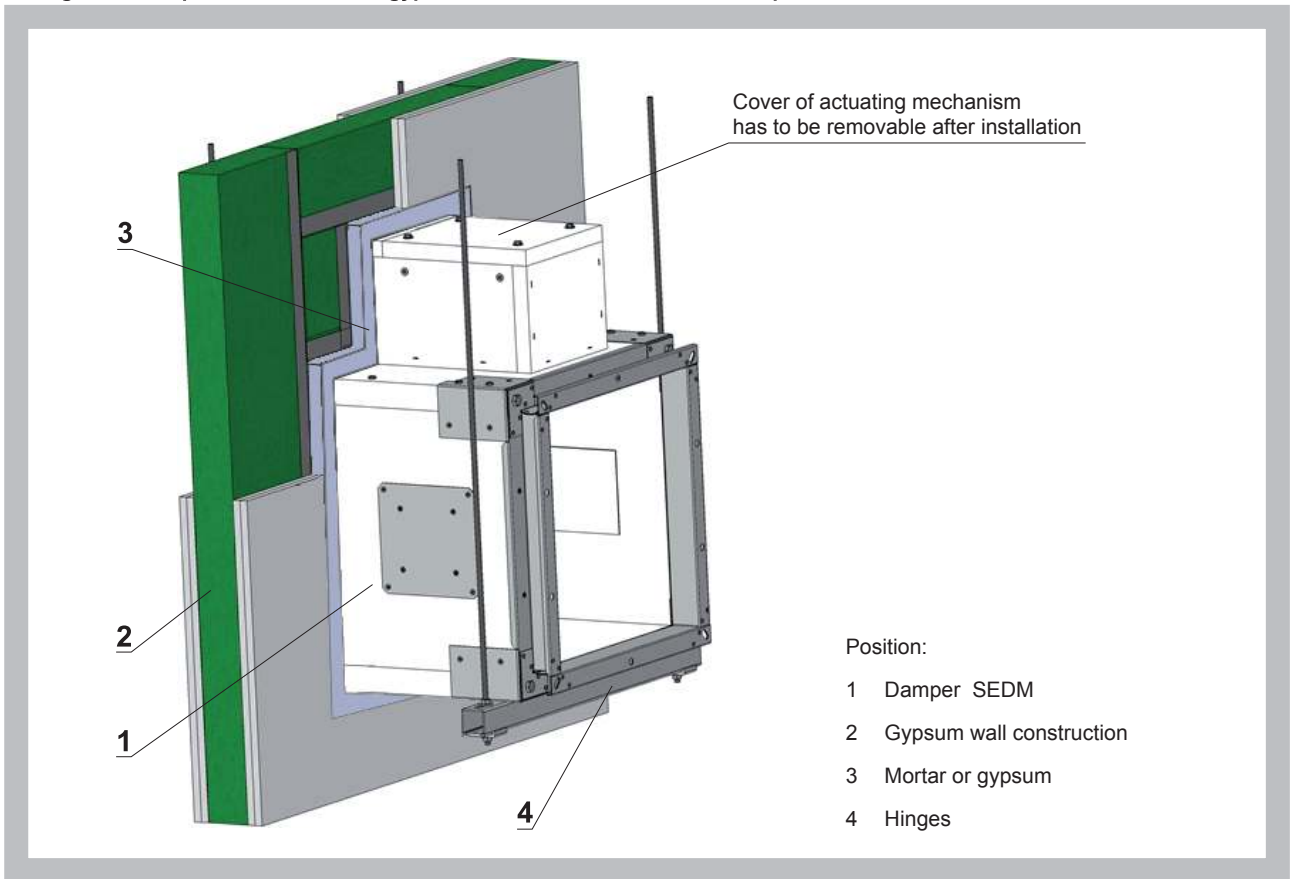 Cover of actuating mechanism
has to be removable after installation
3
2
1
4
Position:
1 Damper SEDM
2 Gypsum wall construction
3 Mortar or gypsum
4 Hinges